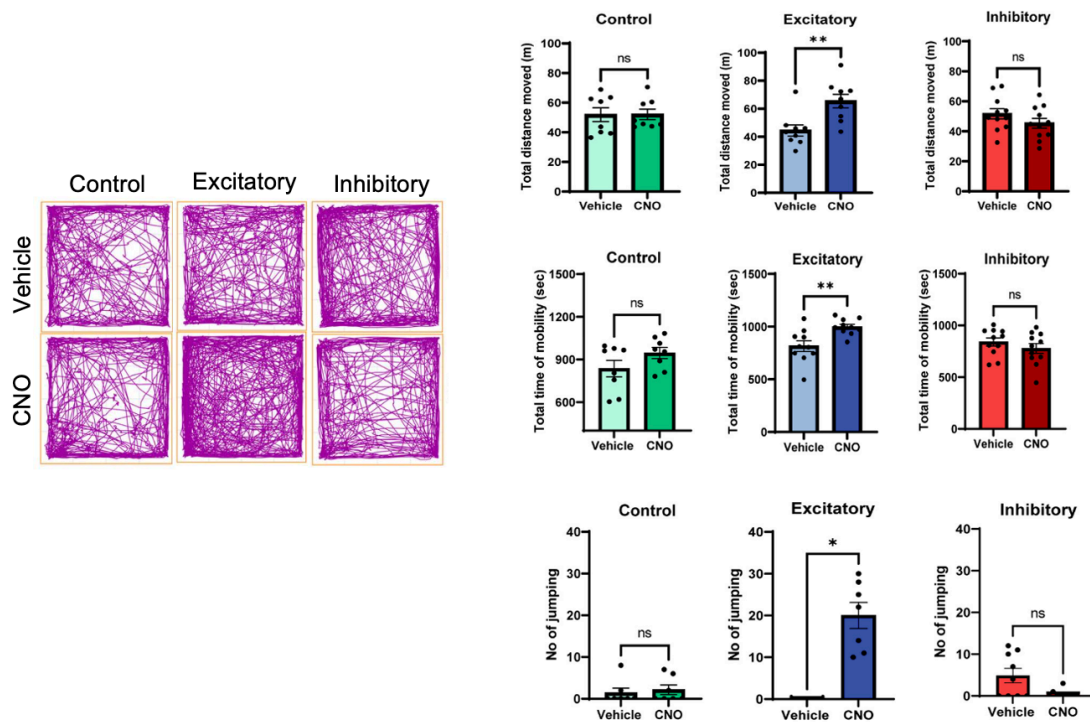 Control Excitatory Inhibitory
Vehicle
CNO
Control
Total distance moved (m)
100
80
60
40
20
0
ns
Vehicle CNO
Excitatory
Total distance moved (m)
100
80
60
40
20
0
**
Vehicle CNO
Inhibitory
Total distance moved (m)
100
80
60
40
20
0
ns
Vehicle CNO
Control
Total time of mobility (sec)
1500
1200
900
600
ns
Vehicle CNO
Excitatory
Total time of mobility (sec)
1500
1000
500
0
**
Vehicle CNO
Inhibitory
Total time of mobility (sec)
1500
1000
500
0
ns
Vehicle CNO
Control
No of jumping
40
30
20
10
0
ns
Vehicle CNO
Excitatory
No of jumping
40
30
20
10
0
*
Vehicle CNO
Inhibitory
No of jumping
40
30
20
10
0
ns
Vehicle CNO